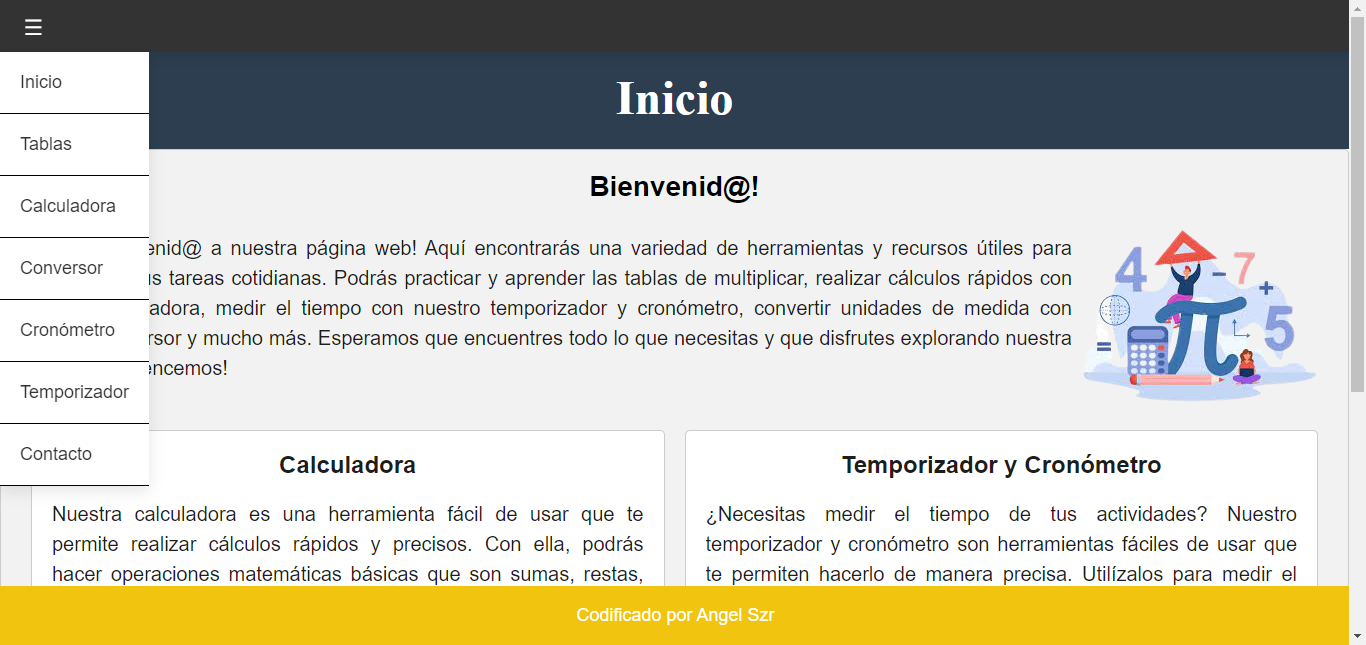 ☰
Inicio
Tablas
Calculadora
Conversor
Cronómetro
Temporizador
Contacto
Inicio
Bienvenid@!
enid@ a nuestra página web! Aquí encontrarás una variedad de herramientas y recursos útiles para
tareas cotidianas. Podrás practicar y aprender las tablas de multiplicar, realizar cálculos rápidos con
adora, medir el tiempo con nuestro temporizador y cronómetro, convertir unidades de medida con
rsor y mucho más. Esperamos que encuentres todo lo que necesitas y que disfrutes explorando nuestra
encemos!
4 - 7 + π 5 =
Calculadora
Nuestra calculadora es una herramienta fácil de usar que te
permite realizar cálculos rápidos y precisos. Con ella, podrás
hacer operaciones matemáticas básicas que son sumas, restas,
Temporizador y Cronómetro
¿Necesitas medir el tiempo de tus actividades? Nuestro
temporizador y cronómetro son herramientas fáciles de usar que
te permiten hacerlo de manera precisa. Utilízalos para medir el
Codificado por Angel Szr